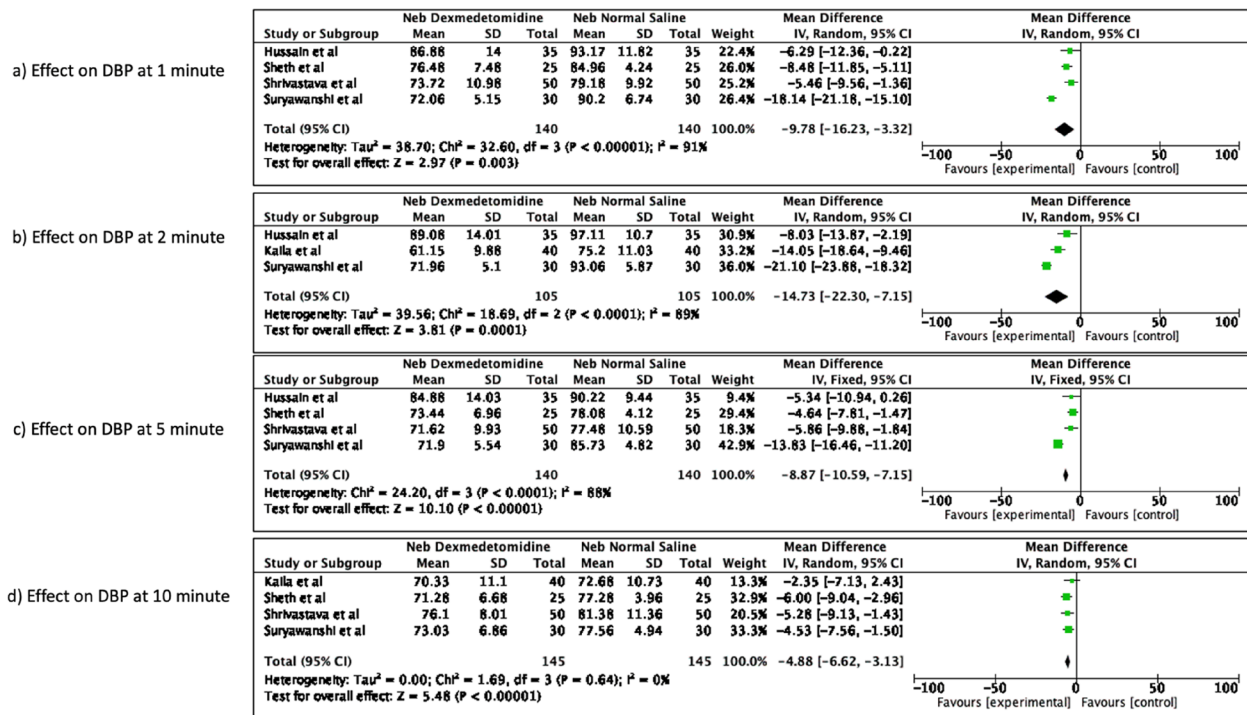 a) Effect on DBP at 1 minute
Neb Dexmedetomidine Neb Normal Saline Mean Difference Mean Difference
Study or Subgroup Mean SD Total Mean SD Total Weight IV, Random, 95% CI IV, Random, 95% CI
Hussain et al 86.88 14 35 93.17 11.82 35 22.4% -6.29 [-12.36, -0.22]
Sheth et al 76.48 7.48 25 84.96 4.24 25 26.0% -8.48 [-11.85, -5.11]
Shrivastava et al 73.72 10.98 50 79.18 9.92 50 25.2% -5.46 [-9.56, -1.36]
Suryawanshi et al 72.06 5.15 30 90.2 6.74 30 26.4% -18.14 [-21.18, -15.10]
Total (95% CI) 140 140 100.0% -9.78 [-16.23, -3.32]
Heterogeneity: Tau² = 38.70; Chi² = 32.60, df = 3 (P < 0.00001); I² = 91%
Test for overall effect: Z = 2.97 (P = 0.003)
-100 -50 0 50 100
Favours [experimental] Favours [control]
b) Effect on DBP at 2 minute
Neb Dexmedetomidine Neb Normal Saline Mean Difference Mean Difference
Study or Subgroup Mean SD Total Mean SD Total Weight IV, Random, 95% CI IV, Random, 95% CI
Hussain et al 89.08 14.01 35 97.11 10.7 35 30.9% -8.03 [-13.87, -2.19]
Kaila et al 61.15 9.88 40 75.2 11.03 40 33.2% -14.05 [-18.64, -9.46]
Suryawanshi et al 71.96 5.1 30 93.06 5.87 30 36.0% -21.10 [-23.88, -18.32]
Total (95% CI) 105 105 100.0% -14.73 [-22.30, -7.15]
Heterogeneity: Tau² = 39.56; Chi² = 18.69, df = 2 (P < 0.0001); I² = 89%
Test for overall effect: Z = 3.81 (P = 0.0001)
-100 -50 0 50 100
Favours [experimental] Favours [control]
c) Effect on DBP at 5 minute
Neb Dexmedetomidine Neb Normal Saline Mean Difference Mean Difference
Study or Subgroup Mean SD Total Mean SD Total Weight IV, Fixed, 95% CI IV, Fixed, 95% CI
Hussain et al 84.88 14.03 35 90.22 9.44 35 9.4% -5.34 [-10.94, 0.26]
Sheth et al 73.44 6.96 25 78.08 4.12 25 29.4% -4.64 [-7.81, -1.47]
Shrivastava et al 71.62 9.93 50 77.48 10.59 50 18.3% -5.86 [-9.88, -1.84]
Suryawanshi et al 71.9 5.54 30 85.73 4.82 30 42.9% -13.83 [-16.46, -11.20]
Total (95% CI) 140 140 100.0% -8.87 [-10.59, -7.15]
Heterogeneity: Chi² = 24.20, df = 3 (P < 0.0001); I² = 88%
Test for overall effect: Z = 10.10 (P < 0.00001)
-100 -50 0 50 100
Favours [experimental] Favours [control]
d) Effect on DBP at 10 minute
Neb Dexmedetomidine Neb Normal Saline Mean Difference Mean Difference
Study or Subgroup Mean SD Total Mean SD Total Weight IV, Random, 95% CI IV, Random, 95% CI
Kaila et al 70.33 11.1 40 72.68 10.73 40 13.3% -2.35 [-7.13, 2.43]
Sheth et al 71.28 6.68 25 77.28 3.96 25 32.9% -6.00 [-9.04, -2.96]
Shrivastava et al 76.1 8.01 50 81.38 11.36 50 20.5% -5.28 [-9.13, -1.43]
Suryawanshi et al 73.03 6.86 30 77.56 4.94 30 33.3% -4.53 [-7.56, -1.50]
Total (95% CI) 145 145 100.0% -4.88 [-6.62, -3.13]
Heterogeneity: Tau² = 0.00; Chi² = 1.69, df = 3 (P = 0.64); I² = 0%
Test for overall effect: Z = 5.48 (P < 0.00001)
-100 -50 0 50 100
Favours [experimental] Favours [control]